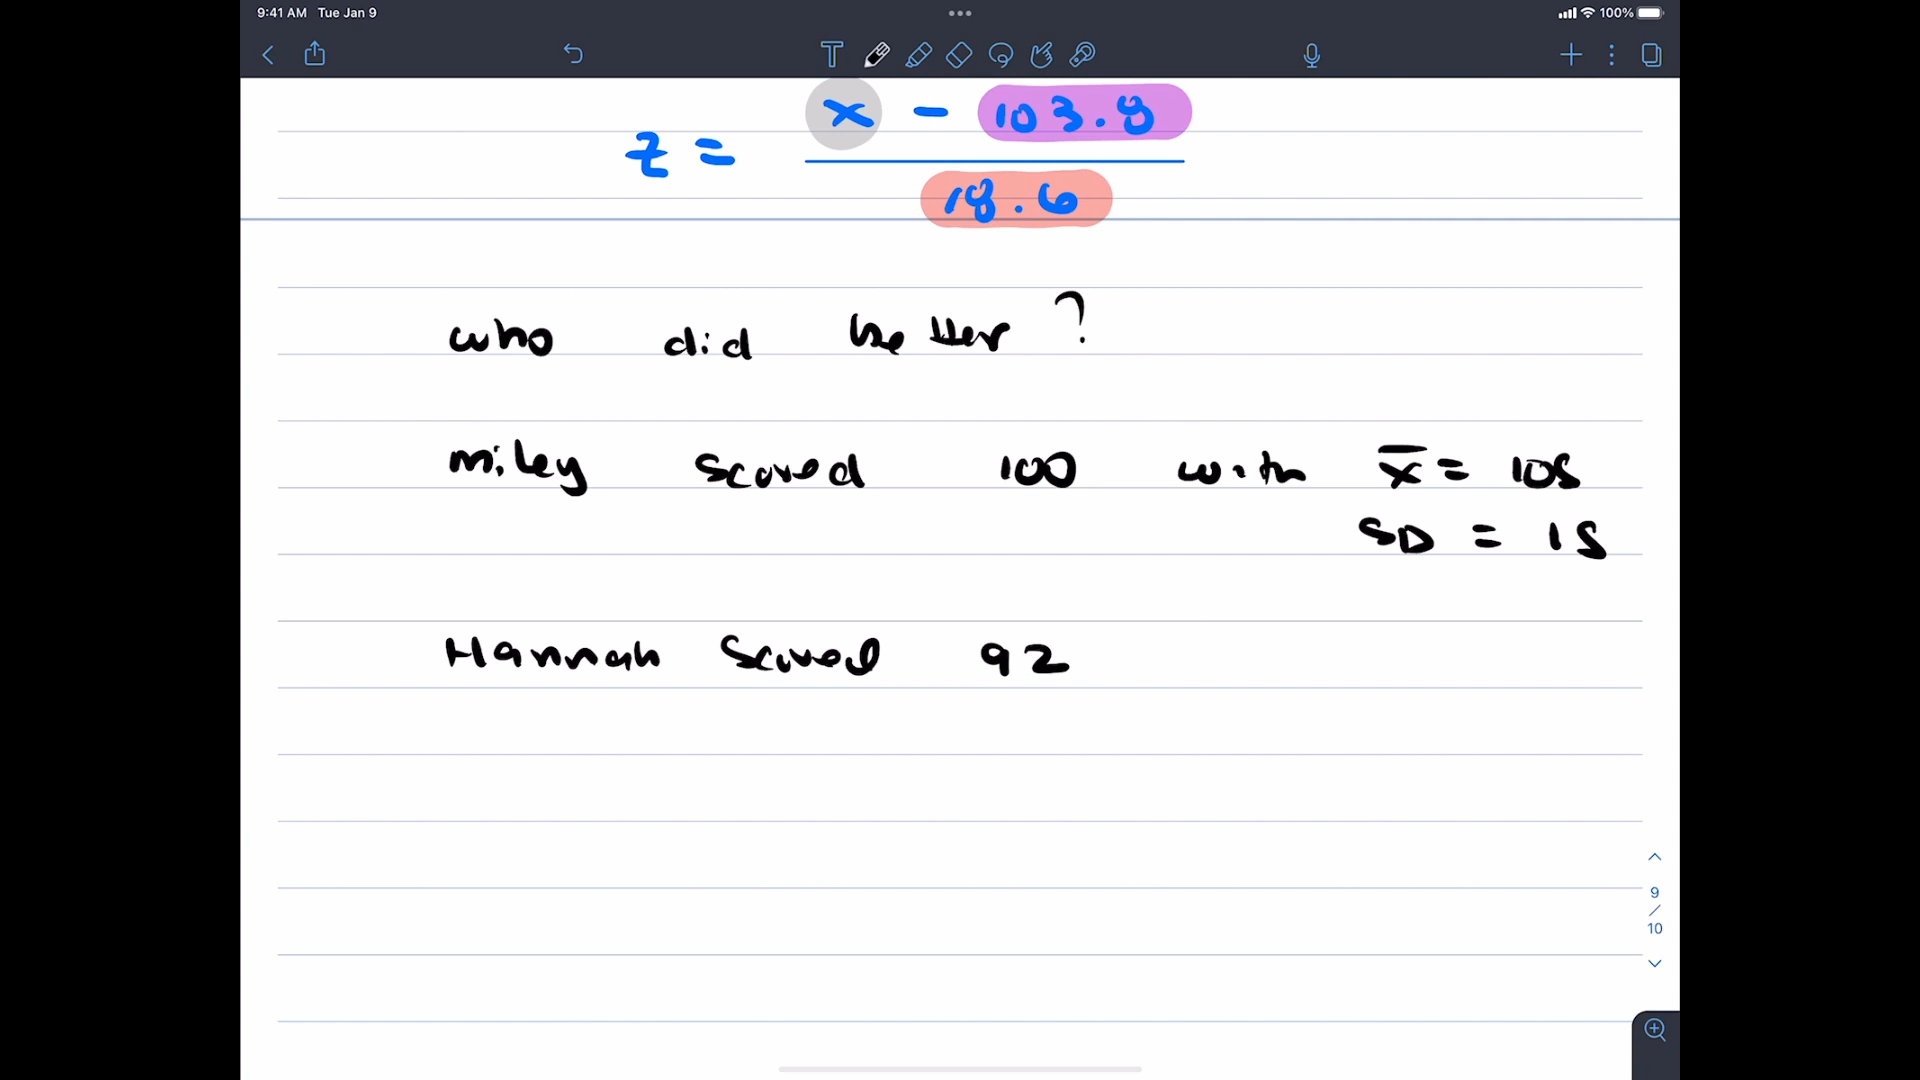 9:41 AM Tue Jan 9
100%
x - 103.8
z =
18.6
who did better ?
miley scored 100 with x̄ = 105
SD = 15
Hannah scored 92
9
/
10